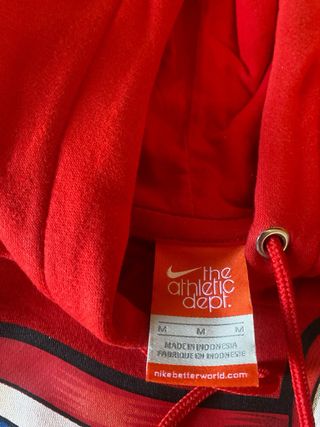 the
athletic
dept.
M M M
MADE IN INDONESIA
FABRIQUE EN INDONESIE
nikebetterworld.com